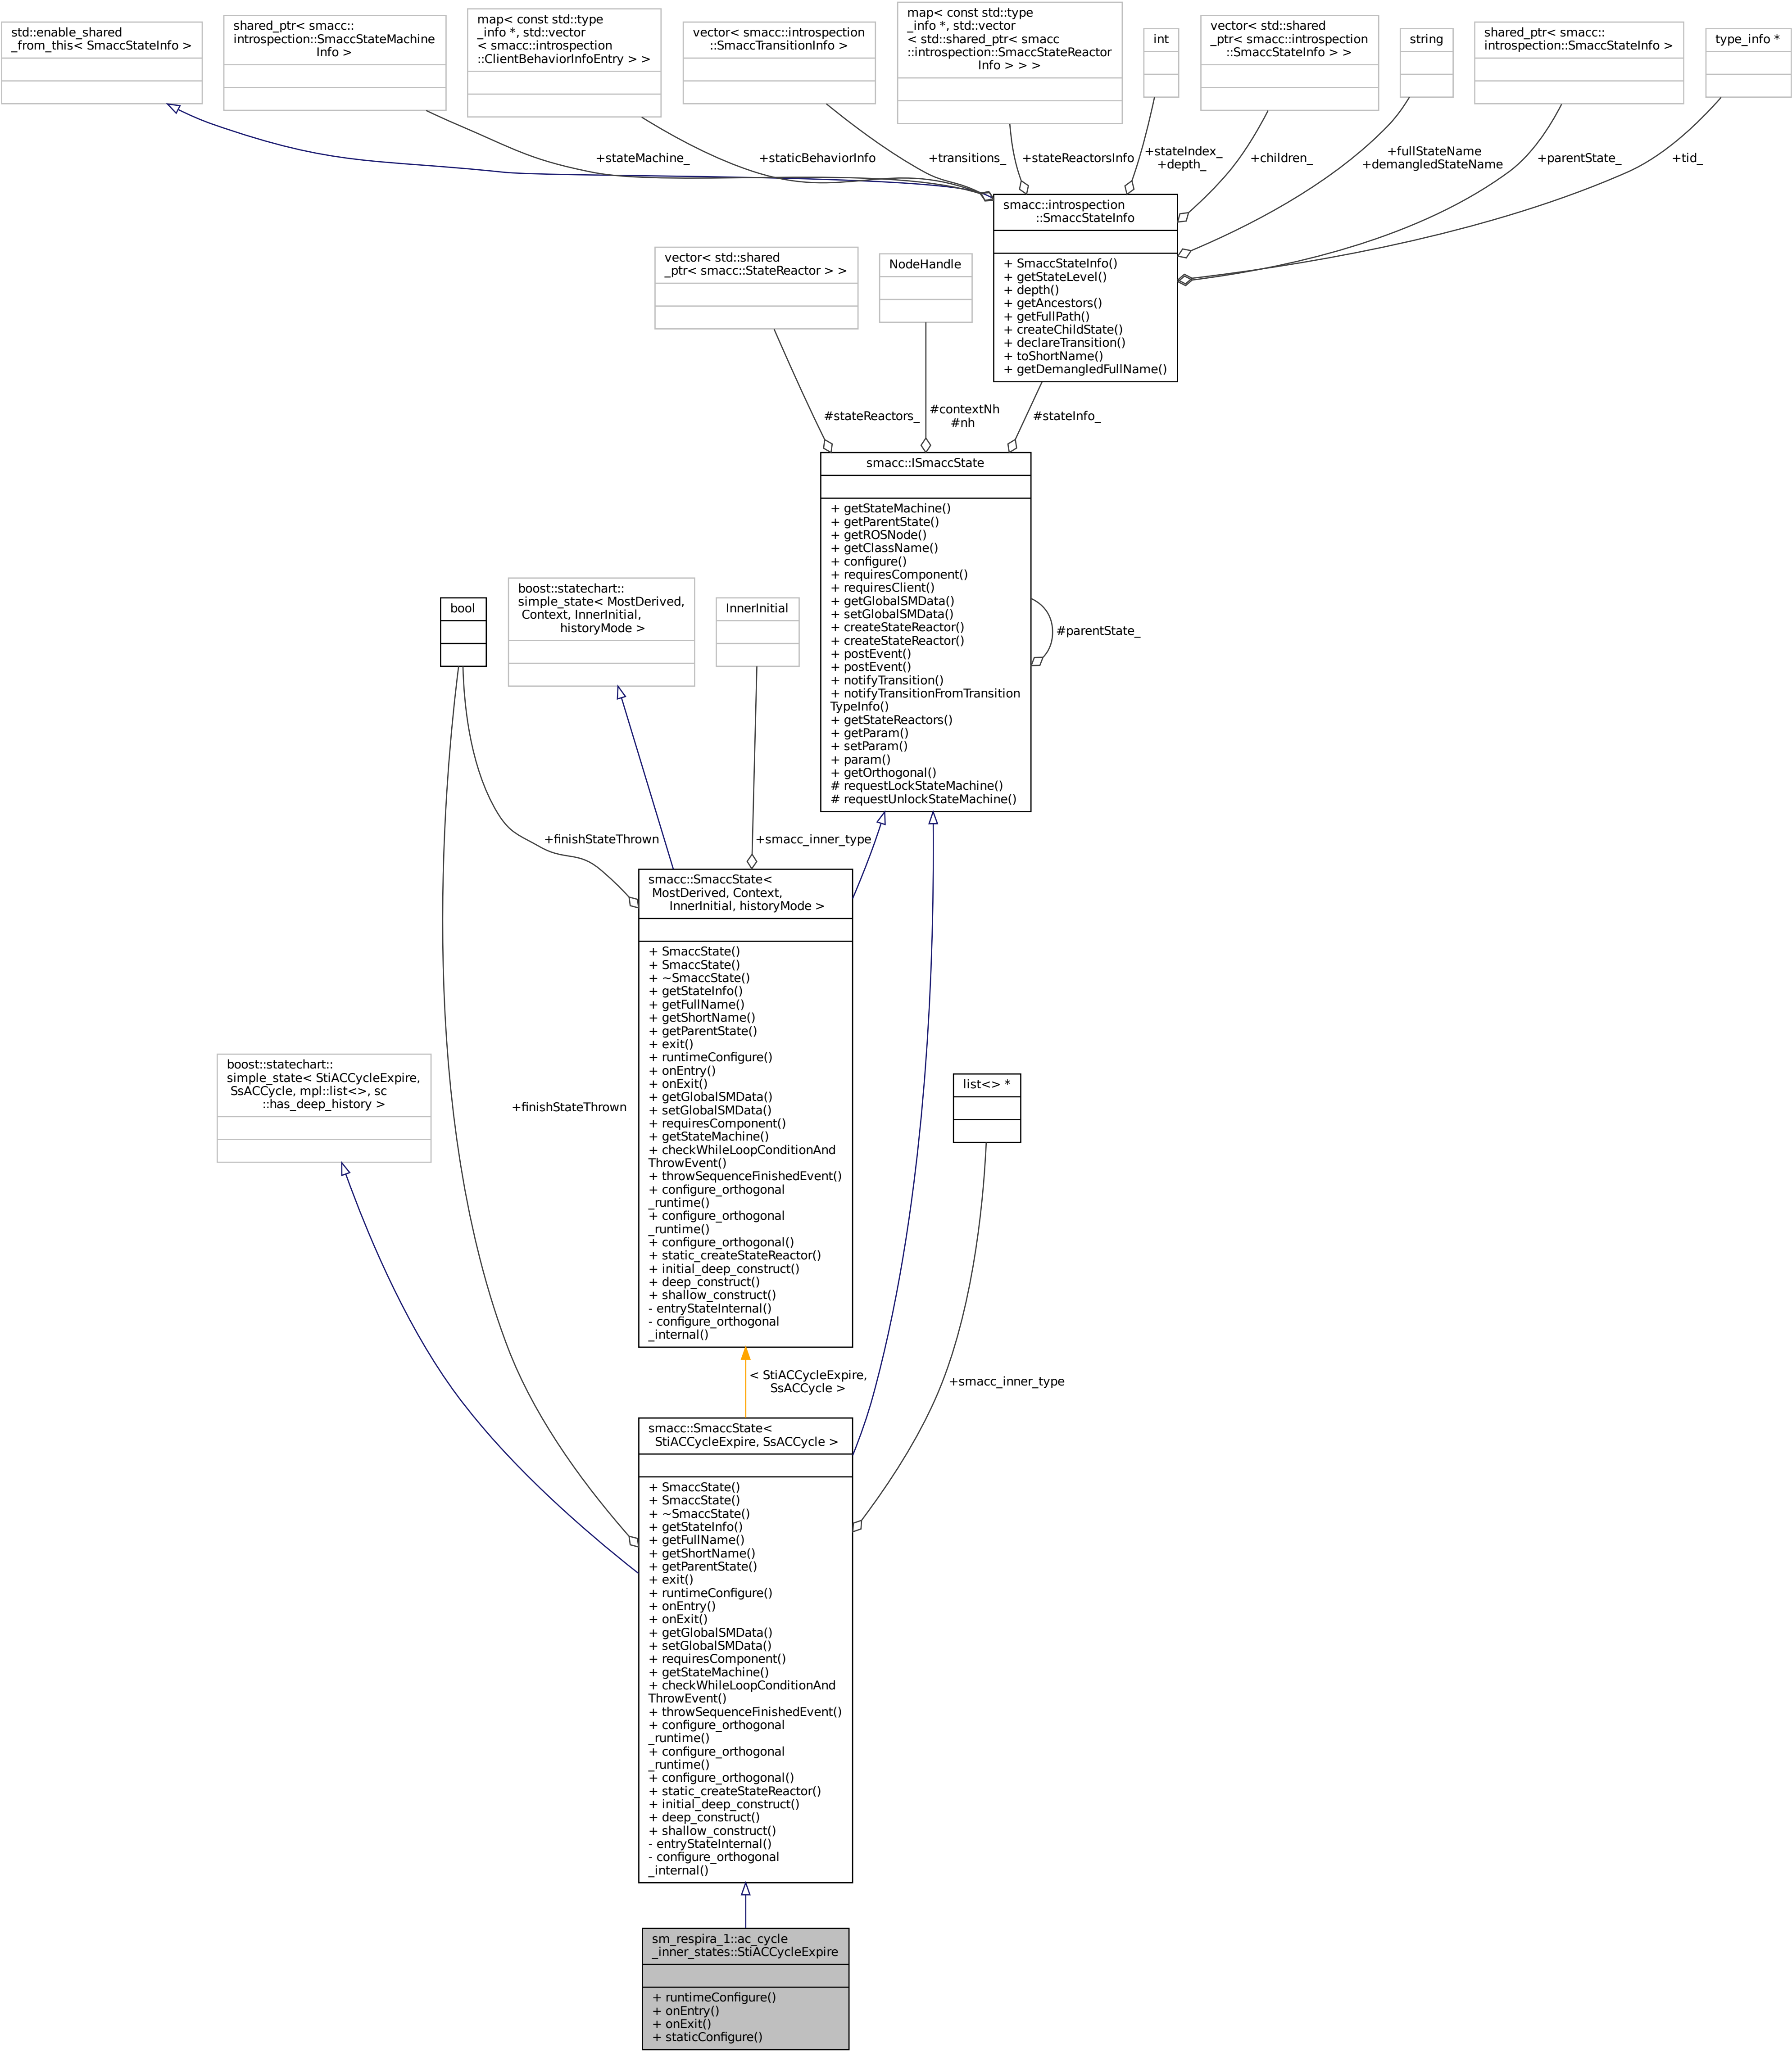 std::enable_shared
_from_this< SmaccStateInfo >
shared_ptr< smacc::
introspection::SmaccStateMachine
Info >
map< const std::type
_info *, std::vector
< smacc::introspection
::ClientBehaviorInfoEntry > >
vector< smacc::introspection
::SmaccTransitionInfo >
map< const std::type
_info *, std::vector
< std::shared_ptr< smacc
::introspection::SmaccStateReactor
Info > > >
int
vector< std::shared
_ptr< smacc::introspection
::SmaccStateInfo > >
string
shared_ptr< smacc::
introspection::SmaccStateInfo >
type_info *
+stateMachine_
+staticBehaviorInfo
+transitions_
+stateReactorsInfo
+stateIndex_
+depth_
+children_
+fullStateName
+demangledStateName
+parentState_
+tid_
smacc::introspection
::SmaccStateInfo
+ SmaccStateInfo()
+ getStateLevel()
+ depth()
+ getAncestors()
+ getFullPath()
+ createChildState()
+ declareTransition()
+ toShortName()
+ getDemangledFullName()
vector< std::shared
_ptr< smacc::StateReactor > >
NodeHandle
#stateReactors_
#contextNh
#nh
#stateInfo_
smacc::ISmaccState
+ getStateMachine()
+ getParentState()
+ getROSNode()
+ getClassName()
+ configure()
+ requiresComponent()
+ requiresClient()
+ getGlobalSMData()
+ setGlobalSMData()
+ createStateReactor()
+ createStateReactor()
+ postEvent()
+ postEvent()
+ notifyTransition()
+ notifyTransitionFromTransition
TypeInfo()
+ getStateReactors()
+ getParam()
+ setParam()
+ param()
+ getOrthogonal()
# requestLockStateMachine()
# requestUnlockStateMachine()
#parentState_
bool
boost::statechart::
simple_state< MostDerived,
Context, InnerInitial,
historyMode >
InnerInitial
+finishStateThrown
+smacc_inner_type
smacc::SmaccState<
MostDerived, Context,
InnerInitial, historyMode >
+ SmaccState()
+ SmaccState()
+ ~SmaccState()
+ getStateInfo()
+ getFullName()
+ getShortName()
+ getParentState()
+ exit()
+ runtimeConfigure()
+ onEntry()
+ onExit()
+ getGlobalSMData()
+ setGlobalSMData()
+ requiresComponent()
+ getStateMachine()
+ checkWhileLoopConditionAnd
ThrowEvent()
+ throwSequenceFinishedEvent()
+ configure_orthogonal
_runtime()
+ configure_orthogonal
_runtime()
+ configure_orthogonal()
+ static_createStateReactor()
+ initial_deep_construct()
+ deep_construct()
+ shallow_construct()
- entryStateInternal()
- configure_orthogonal
_internal()
boost::statechart::
simple_state< StiACCycleExpire,
SsACCycle, mpl::list<>, sc
::has_deep_history >
+finishStateThrown
list<> *
< StiACCycleExpire,
SsACCycle >
+smacc_inner_type
smacc::SmaccState<
StiACCycleExpire, SsACCycle >
+ SmaccState()
+ SmaccState()
+ ~SmaccState()
+ getStateInfo()
+ getFullName()
+ getShortName()
+ getParentState()
+ exit()
+ runtimeConfigure()
+ onEntry()
+ onExit()
+ getGlobalSMData()
+ setGlobalSMData()
+ requiresComponent()
+ getStateMachine()
+ checkWhileLoopConditionAnd
ThrowEvent()
+ throwSequenceFinishedEvent()
+ configure_orthogonal
_runtime()
+ configure_orthogonal
_runtime()
+ configure_orthogonal()
+ static_createStateReactor()
+ initial_deep_construct()
+ deep_construct()
+ shallow_construct()
- entryStateInternal()
- configure_orthogonal
_internal()
sm_respira_1::ac_cycle
_inner_states::StiACCycleExpire
+ runtimeConfigure()
+ onEntry()
+ onExit()
+ staticConfigure()